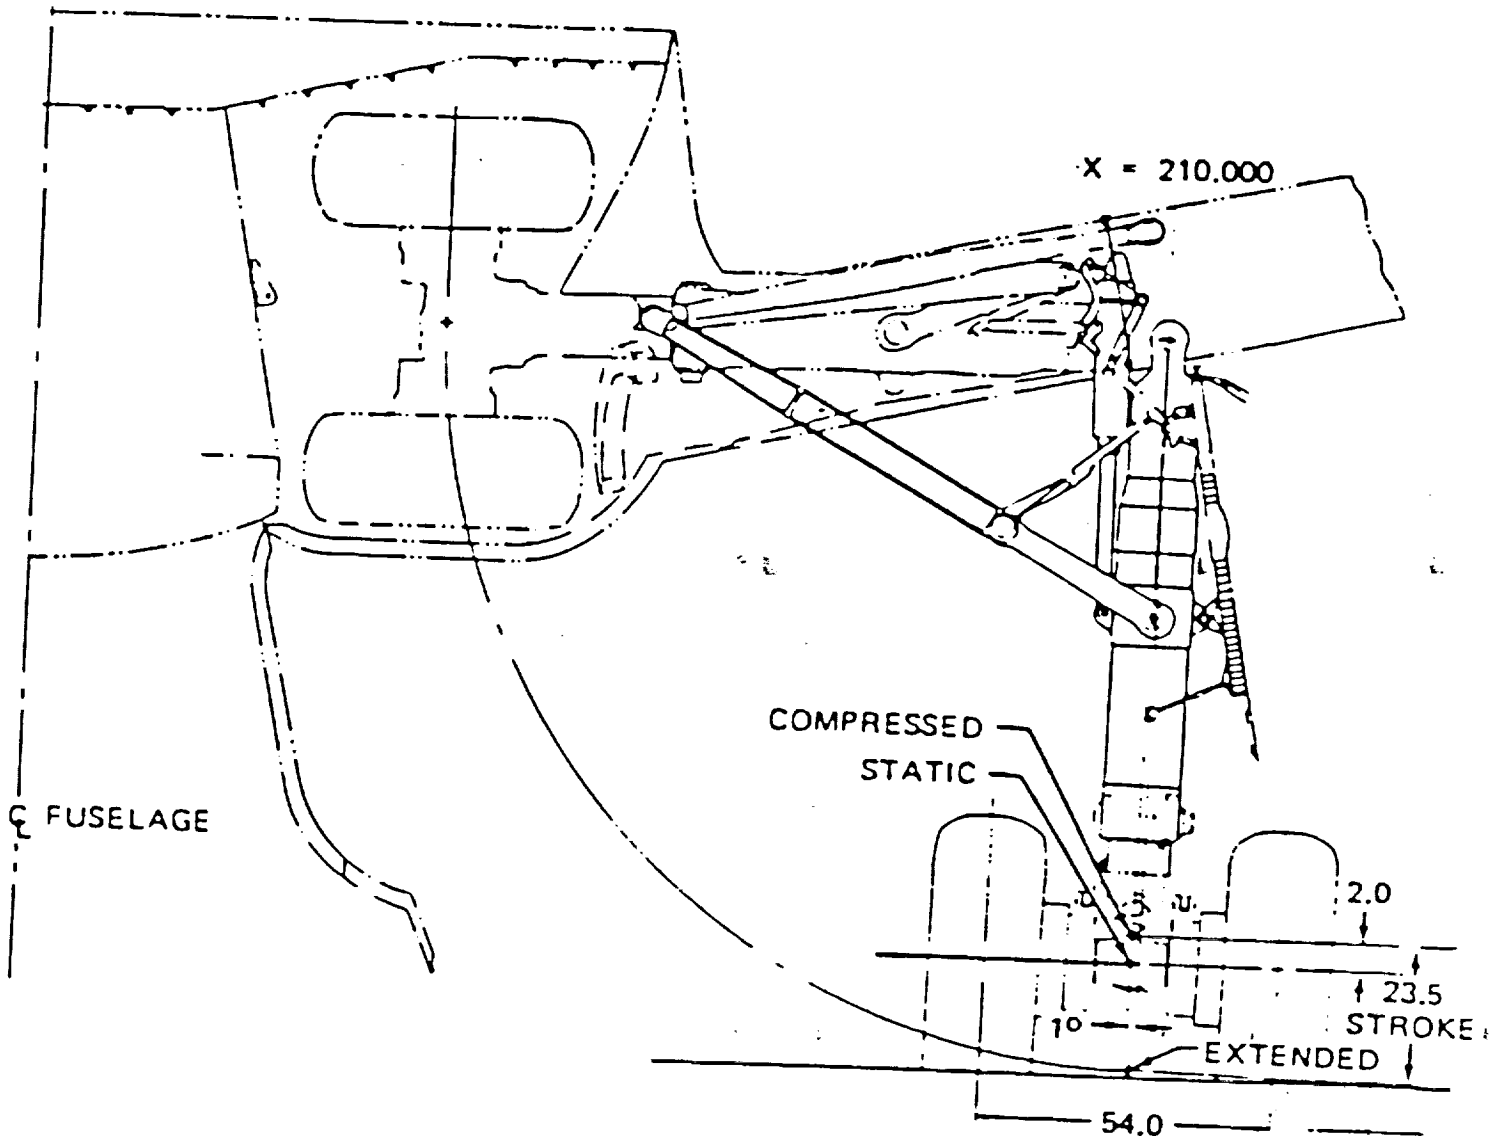 X = 210.000
COMPRESSED
STATIC
℄ FUSELAGE
2.0
23.5
STROKE
1°
EXTENDED
54.0